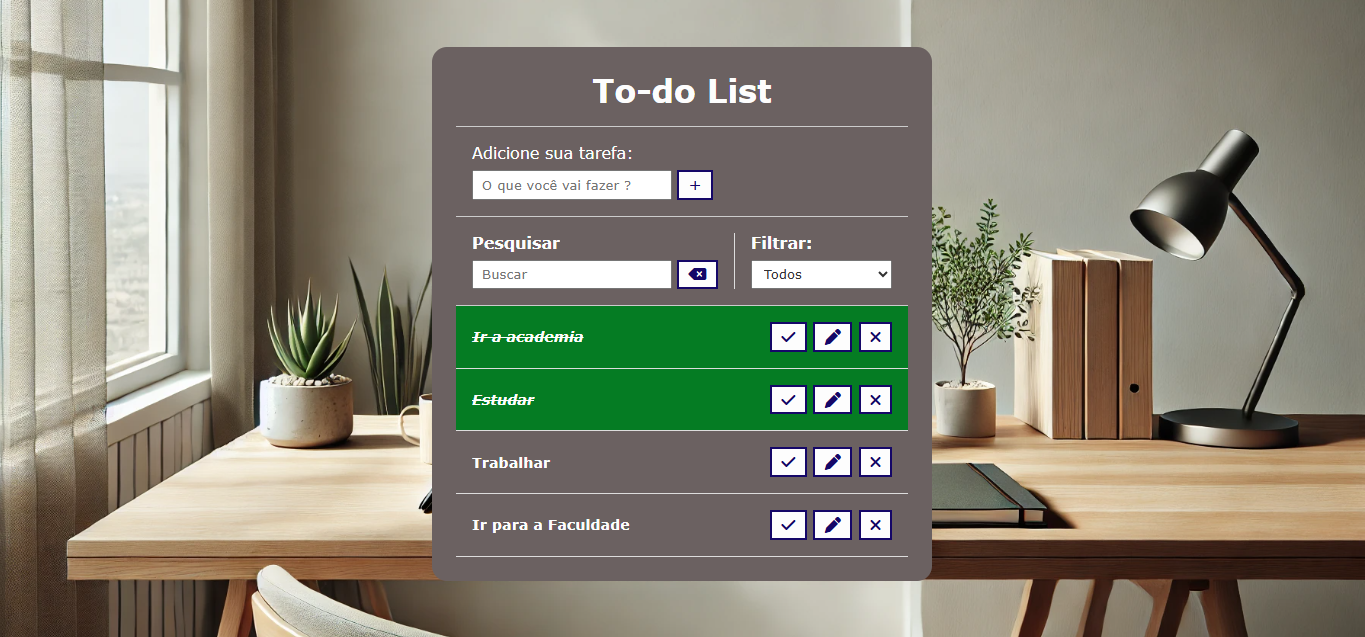 To-do List
Adicione sua tarefa:
O que você vai fazer ?
+
Pesquisar
Filtrar:
Buscar
Todos
Ir a academia
Estudar
Trabalhar
Ir para a Faculdade